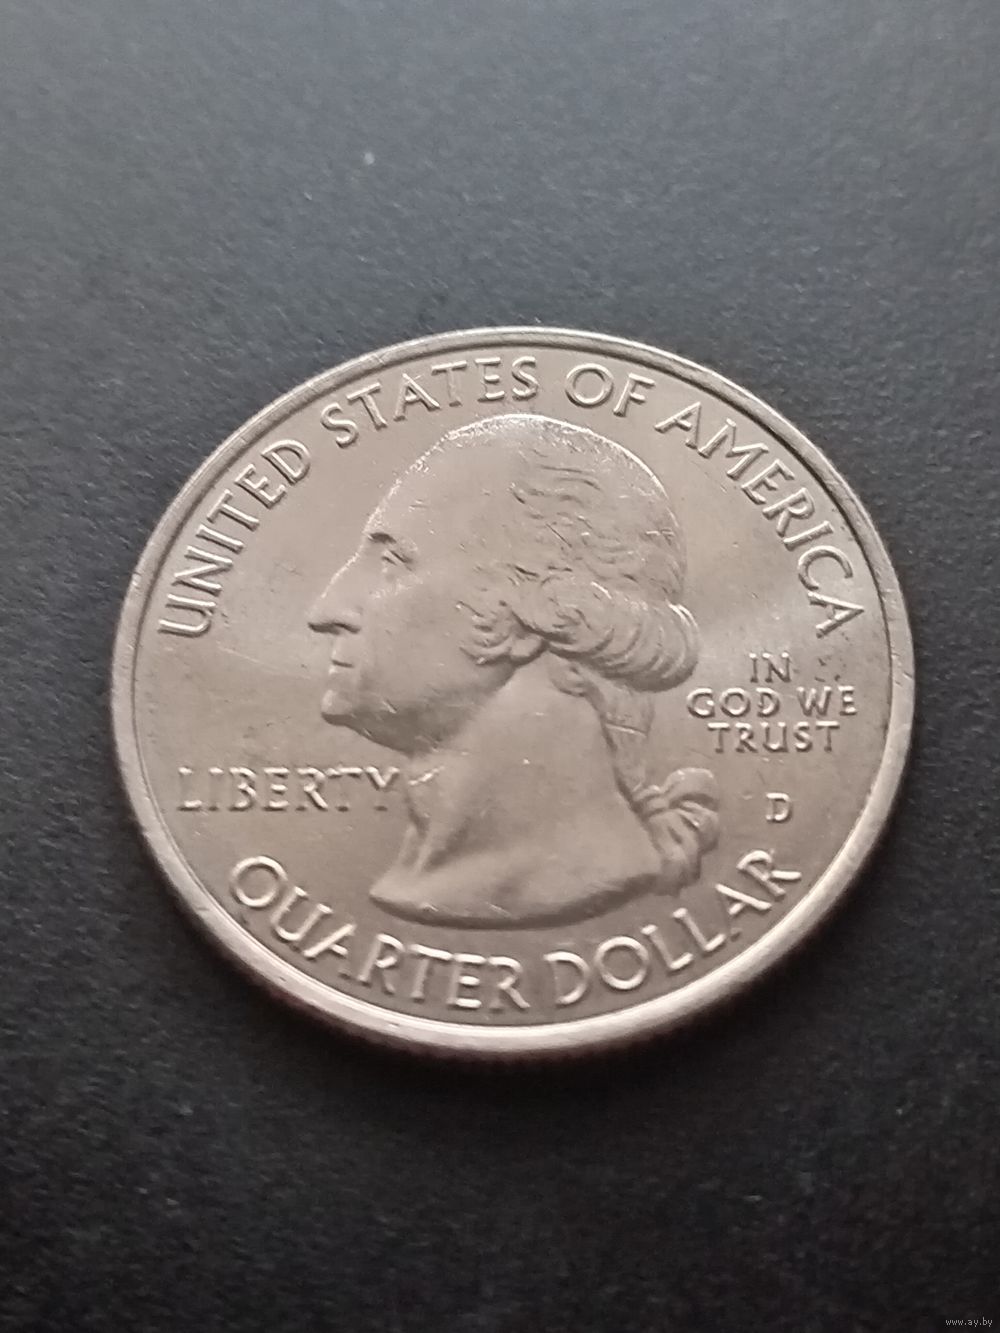 UNITED STATES OF AMERICA
IN
GOD WE
TRUST
LIBERTY
D
QUARTER DOLLAR
www.ay.by